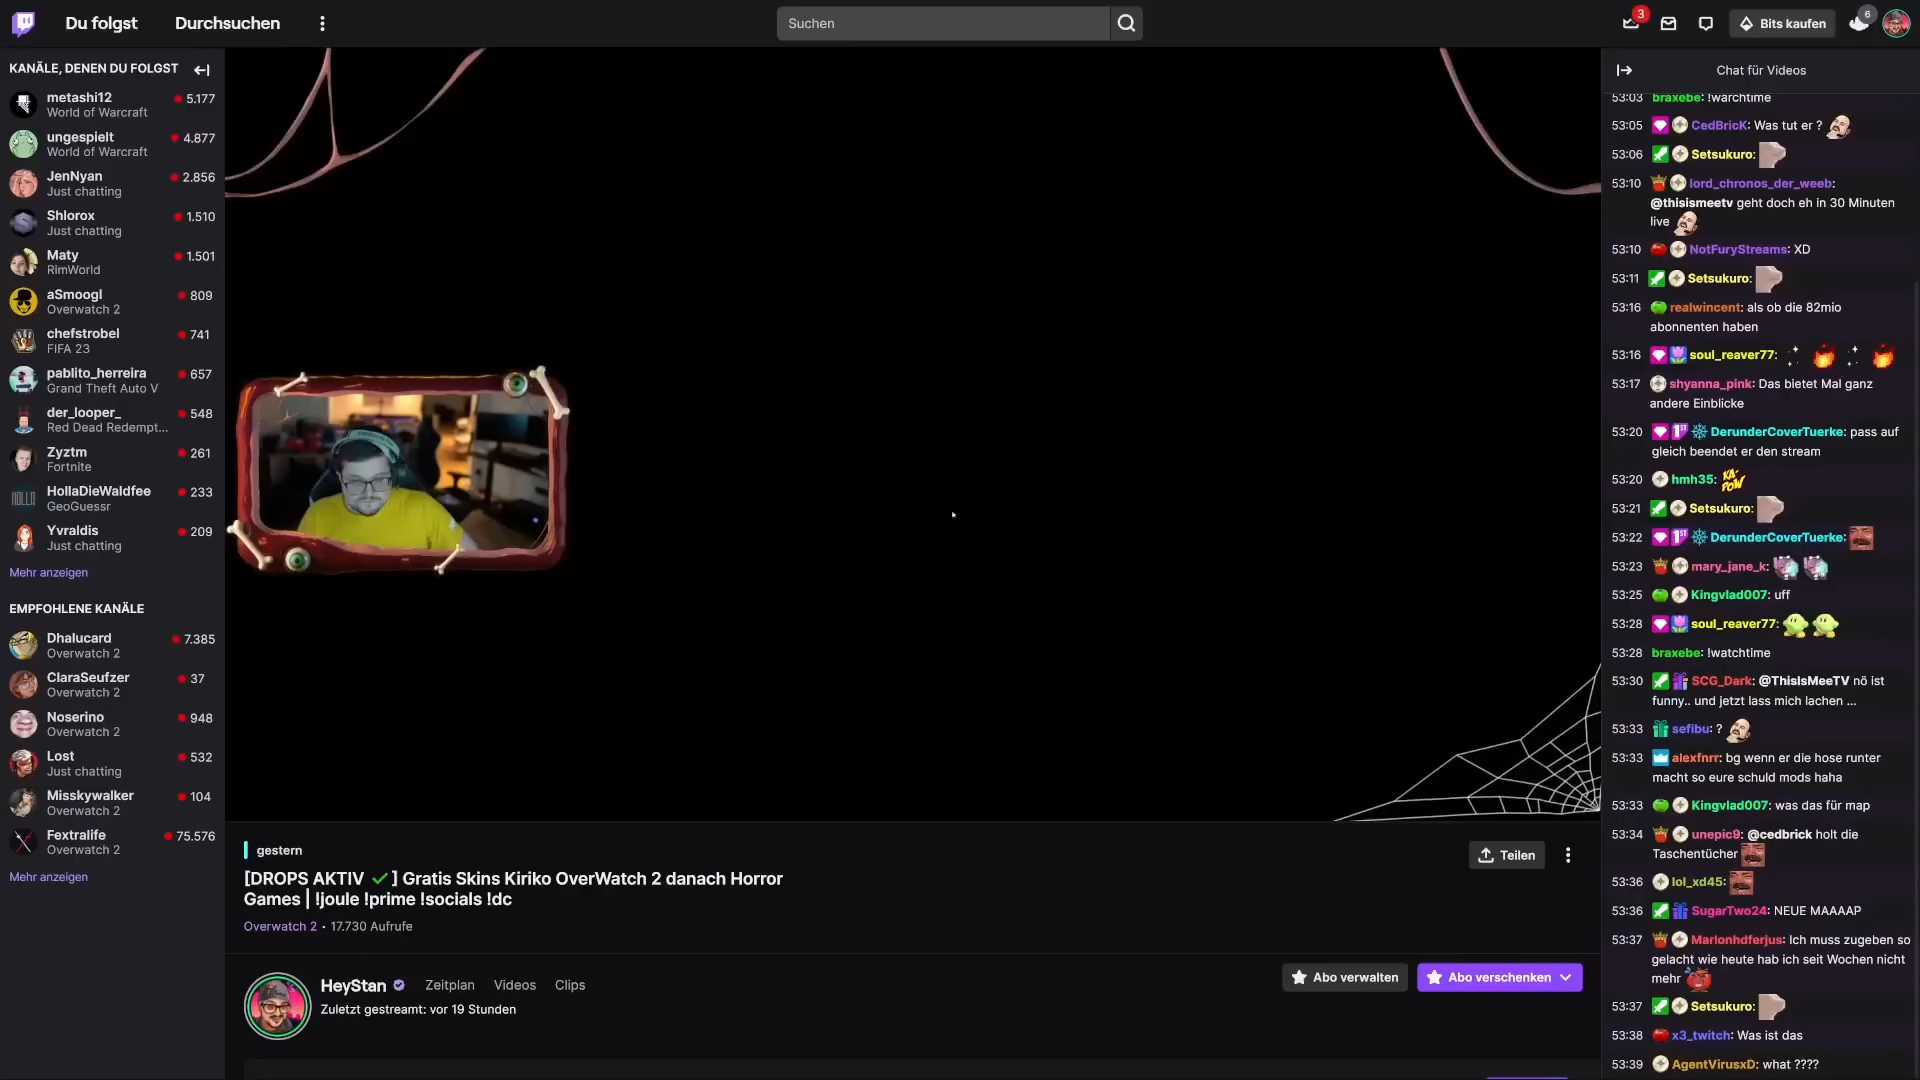 Du folgst
Durchsuchen
Suchen
3
Bits kaufen
6
KANÄLE, DENEN DU FOLGST
metashi12
5.177
World of Warcraft
ungespielt
4.877
World of Warcraft
JenNyan
2.856
Just chatting
Shlorox
1.510
Just chatting
Maty
1.501
RimWorld
aSmoogl
809
Overwatch 2
chefstrobel
741
FIFA 23
pablito_herreira
657
Grand Theft Auto V
der_looper_
548
Red Dead Redempt...
Zyztm
261
Fortnite
HollaDieWaldfee
233
GeoGuessr
Yvraldis
209
Just chatting
Mehr anzeigen
EMPFOHLENE KANÄLE
Dhalucard
7.385
Overwatch 2
ClaraSeufzer
37
Overwatch 2
Noserino
948
Overwatch 2
Lost
532
Just chatting
Misskywalker
104
Overwatch 2
Fextralife
75.576
Overwatch 2
Mehr anzeigen
gestern
[DROPS AKTIV ✓] Gratis Skins Kiriko OverWatch 2 danach Horror
Games | !joule !prime !socials !dc
Overwatch 2 • 17.730 Aufrufe
Teilen
HeyStan
Zeitplan
Videos
Clips
Zuletzt gestreamt: vor 19 Stunden
Abo verwalten
Abo verschenken
Chat für Videos
53:03 braxebe: !warchtime
53:05 CedBricK: Was tut er ?
53:06 Setsukuro:
53:10 lord_chronos_der_weeb:
@thisismeetv geht doch eh in 30 Minuten
live
53:10 NotFuryStreams: XD
53:11 Setsukuro:
53:16 realwincent: als ob die 82mio
abonnenten haben
53:16 soul_reaver77:
53:17 shyanna_pink: Das bietet Mal ganz
andere Einblicke
53:20 DerunderCoverTuerke: pass auf
gleich beendet er den stream
53:20 hmh35: KA-POW
53:21 Setsukuro:
53:22 DerunderCoverTuerke:
53:23 mary_jane_k:
53:25 Kingvlad007: uff
53:28 soul_reaver77:
53:28 braxebe: !watchtime
53:30 SCG_Dark: @ThisIsMeeTV nö ist
funny.. und jetzt lass mich lachen ...
53:33 sefibu: ?
53:33 alexfnrr: bg wenn er die hose runter
macht so eure schuld mods haha
53:33 Kingvlad007: was das für map
53:34 unepic9: @cedbrick holt die
Taschentücher
53:36 lol_xd45:
53:36 SugarTwo24: NEUE MAAAAP
53:37 Marlonhdferjus: Ich muss zugeben so
gelacht wie heute hab ich seit Wochen nicht
mehr
53:37 Setsukuro:
53:38 x3_twitch: Was ist das
53:39 AgentVirusxD: what ????